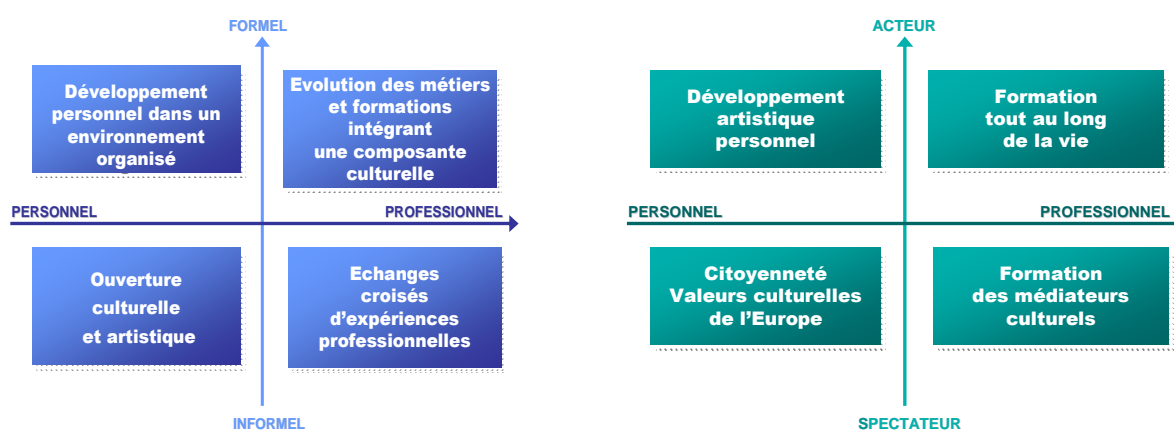 FORMEL
Développement
personnel dans un
environnement
organisé
Evolution des métiers
et formations
intégrant
une composante
culturelle
PERSONNEL
PROFESSIONNEL
Ouverture
culturelle
et artistique
Echanges
croisés
d’expériences
professionnelles
INFORMEL
ACTEUR
Développement
artistique
personnel
Formation
tout au long
de la vie
PERSONNEL
PROFESSIONNEL
Citoyenneté
Valeurs culturelles
de l’Europe
Formation
des médiateurs
culturels
SPECTATEUR